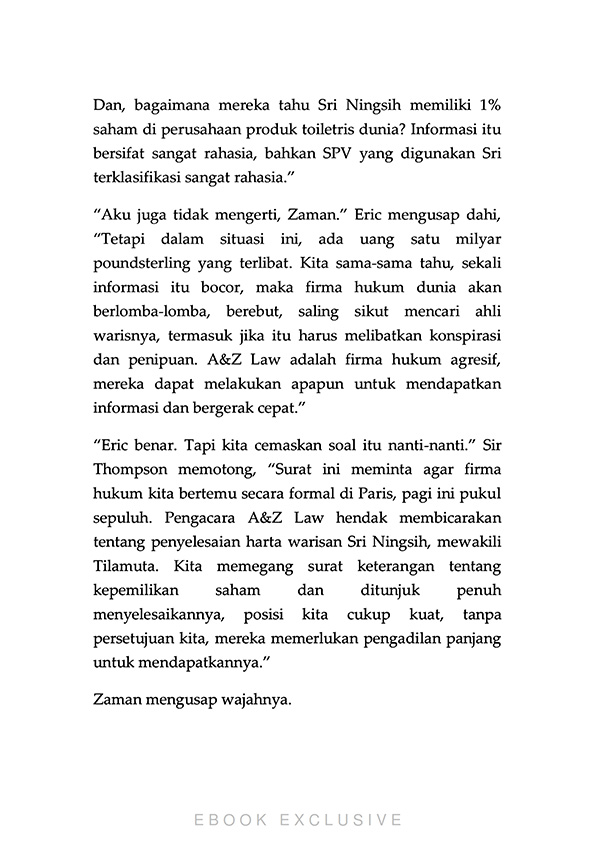 Dan, bagaimana mereka tahu Sri Ningsih memiliki 1%
saham di perusahaan produk toiletris dunia? Informasi itu
bersifat sangat rahasia, bahkan SPV yang digunakan Sri
terklasifikasi sangat rahasia.”
“Aku juga tidak mengerti, Zaman.” Eric mengusap dahi,
“Tetapi dalam situasi ini, ada uang satu milyar
poundsterling yang terlibat. Kita sama-sama tahu, sekali
informasi itu bocor, maka firma hukum dunia akan
berlomba-lomba, berebut, saling sikut mencari ahli
warisnya, termasuk jika itu harus melibatkan konspirasi
dan penipuan. A&Z Law adalah firma hukum agresif,
mereka dapat melakukan apapun untuk mendapatkan
informasi dan bergerak cepat.”
“Eric benar. Tapi kita cemaskan soal itu nanti-nanti.” Sir
Thompson memotong, “Surat ini meminta agar firma
hukum kita bertemu secara formal di Paris, pagi ini pukul
sepuluh. Pengacara A&Z Law hendak membicarakan
tentang penyelesaian harta warisan Sri Ningsih, mewakili
Tilamuta. Kita memegang surat keterangan tentang
kepemilikan saham dan ditunjuk penuh
menyelesaikannya, posisi kita cukup kuat, tanpa
persetujuan kita, mereka memerlukan pengadilan panjang
untuk mendapatkannya.”
Zaman mengusap wajahnya.
EBOOK EXCLUSIVE